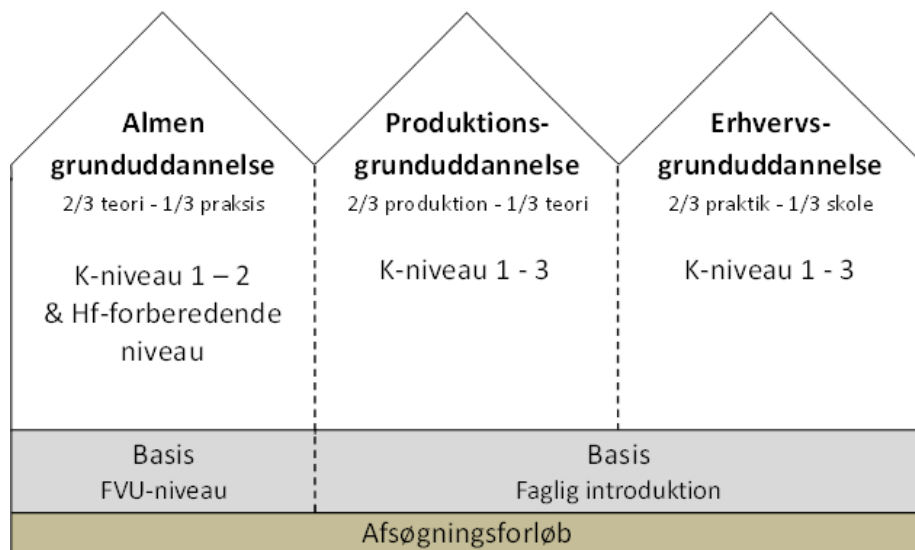 Almen
grunduddannelse
2/3 teori - 1/3 praksis
K-niveau 1 – 2
& Hf-forberedende
niveau
Produktions-
grunduddannelse
2/3 produktion - 1/3 teori
K-niveau 1 - 3
Erhvervs-
grunduddannelse
2/3 praktik - 1/3 skole
K-niveau 1 - 3
Basis
FVU-niveau
Basis
Faglig introduktion
Afsøgningsforløb